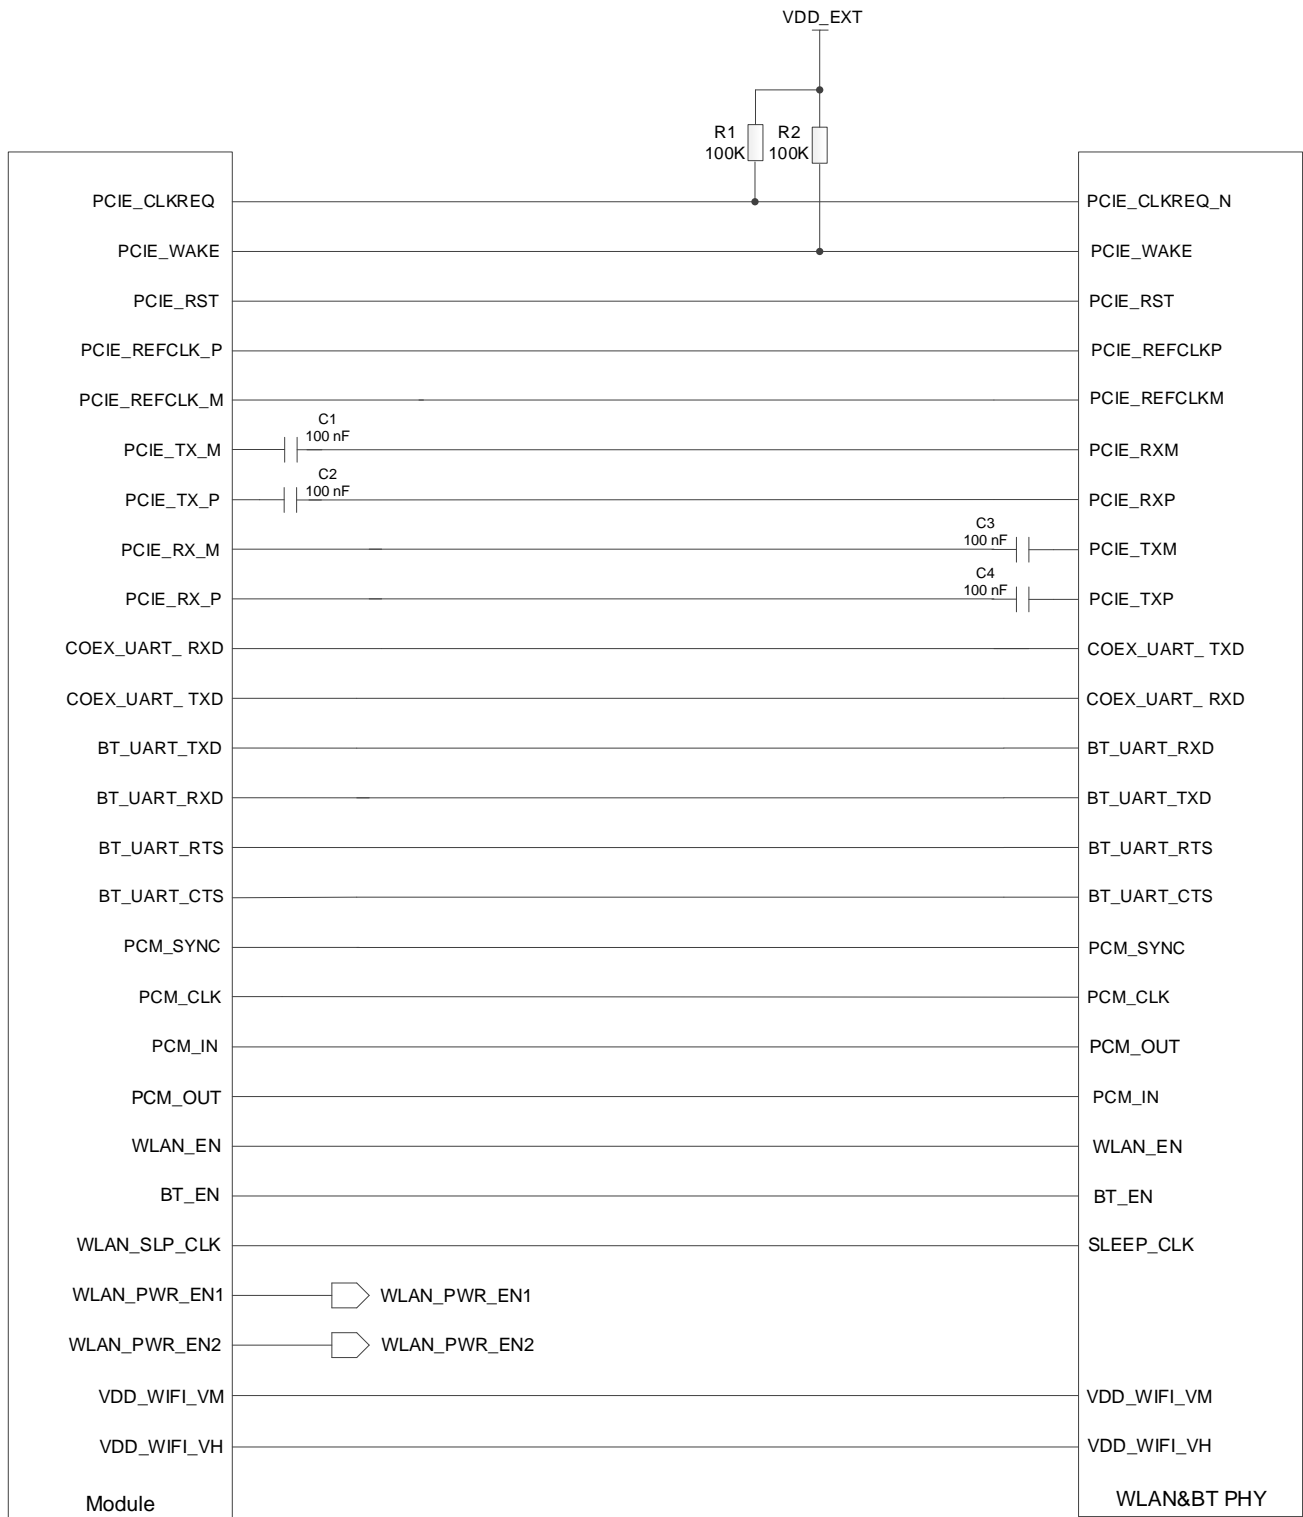 VDD_EXT
R1 R2
100K 100K
PCIE_CLKREQ PCIE_CLKREQ_N
PCIE_WAKE PCIE_WAKE
PCIE_RST PCIE_RST
PCIE_REFCLK_P PCIE_REFCLKP
PCIE_REFCLK_M PCIE_REFCLKM
C1
100 nF
PCIE_TX_M PCIE_RXM
C2
100 nF
PCIE_TX_P PCIE_RXP
C3
100 nF
PCIE_RX_M PCIE_TXM
C4
100 nF
PCIE_RX_P PCIE_TXP
COEX_UART_ RXD COEX_UART_ TXD
COEX_UART_ TXD COEX_UART_ RXD
BT_UART_TXD BT_UART_RXD
BT_UART_RXD BT_UART_TXD
BT_UART_RTS BT_UART_RTS
BT_UART_CTS BT_UART_CTS
PCM_SYNC PCM_SYNC
PCM_CLK PCM_CLK
PCM_IN PCM_OUT
PCM_OUT PCM_IN
WLAN_EN WLAN_EN
BT_EN BT_EN
WLAN_SLP_CLK SLEEP_CLK
WLAN_PWR_EN1 WLAN_PWR_EN1
WLAN_PWR_EN2 WLAN_PWR_EN2
VDD_WIFI_VM VDD_WIFI_VM
VDD_WIFI_VH VDD_WIFI_VH
Module WLAN&BT PHY